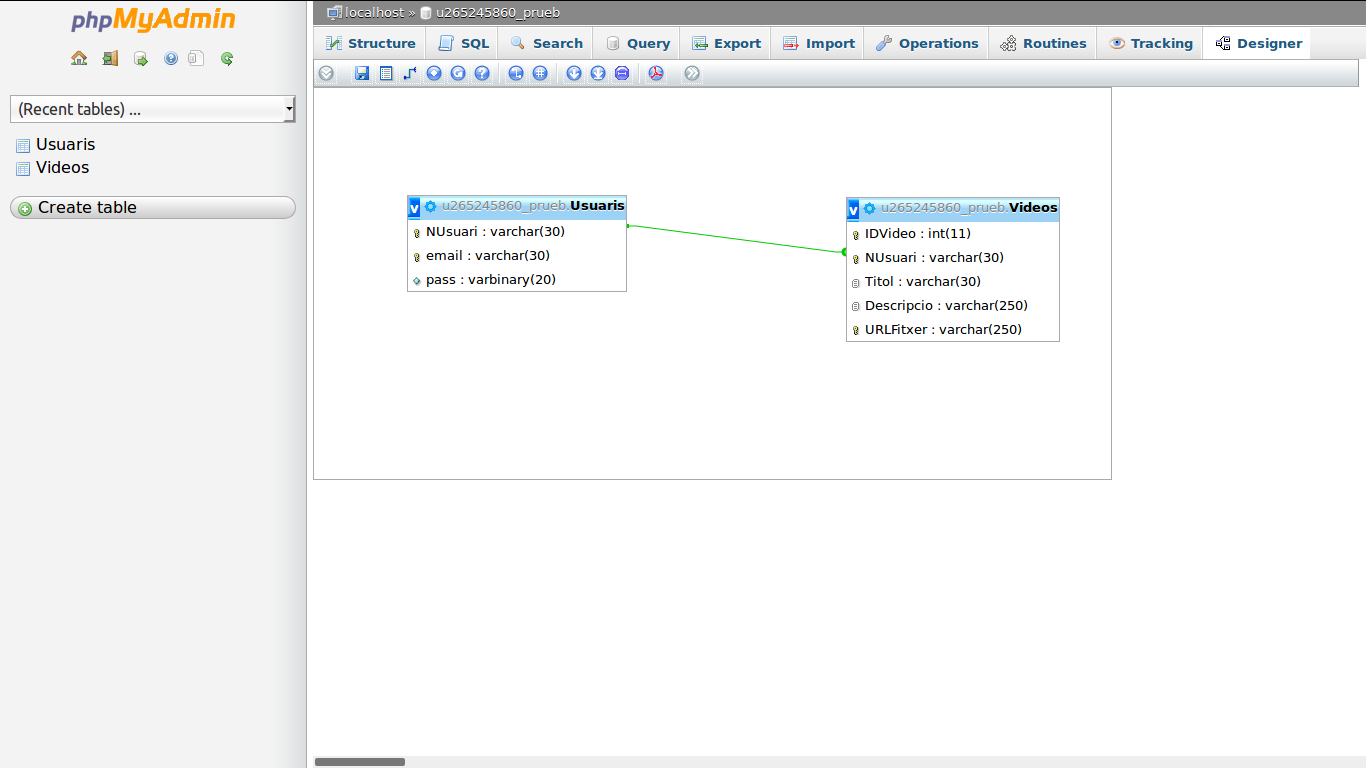 phpMyAdmin
localhost » u265245860_prueb
Structure SQL Search Query Export Import Operations Routines Tracking Designer
(Recent tables) ...
Usuaris
Videos
Create table
v u265245860_prueb.Usuaris
NUsuari : varchar(30)
email : varchar(30)
pass : varbinary(20)
v u265245860_prueb.Videos
IDVideo : int(11)
NUsuari : varchar(30)
Titol : varchar(30)
Descripcio : varchar(250)
URLFitxer : varchar(250)